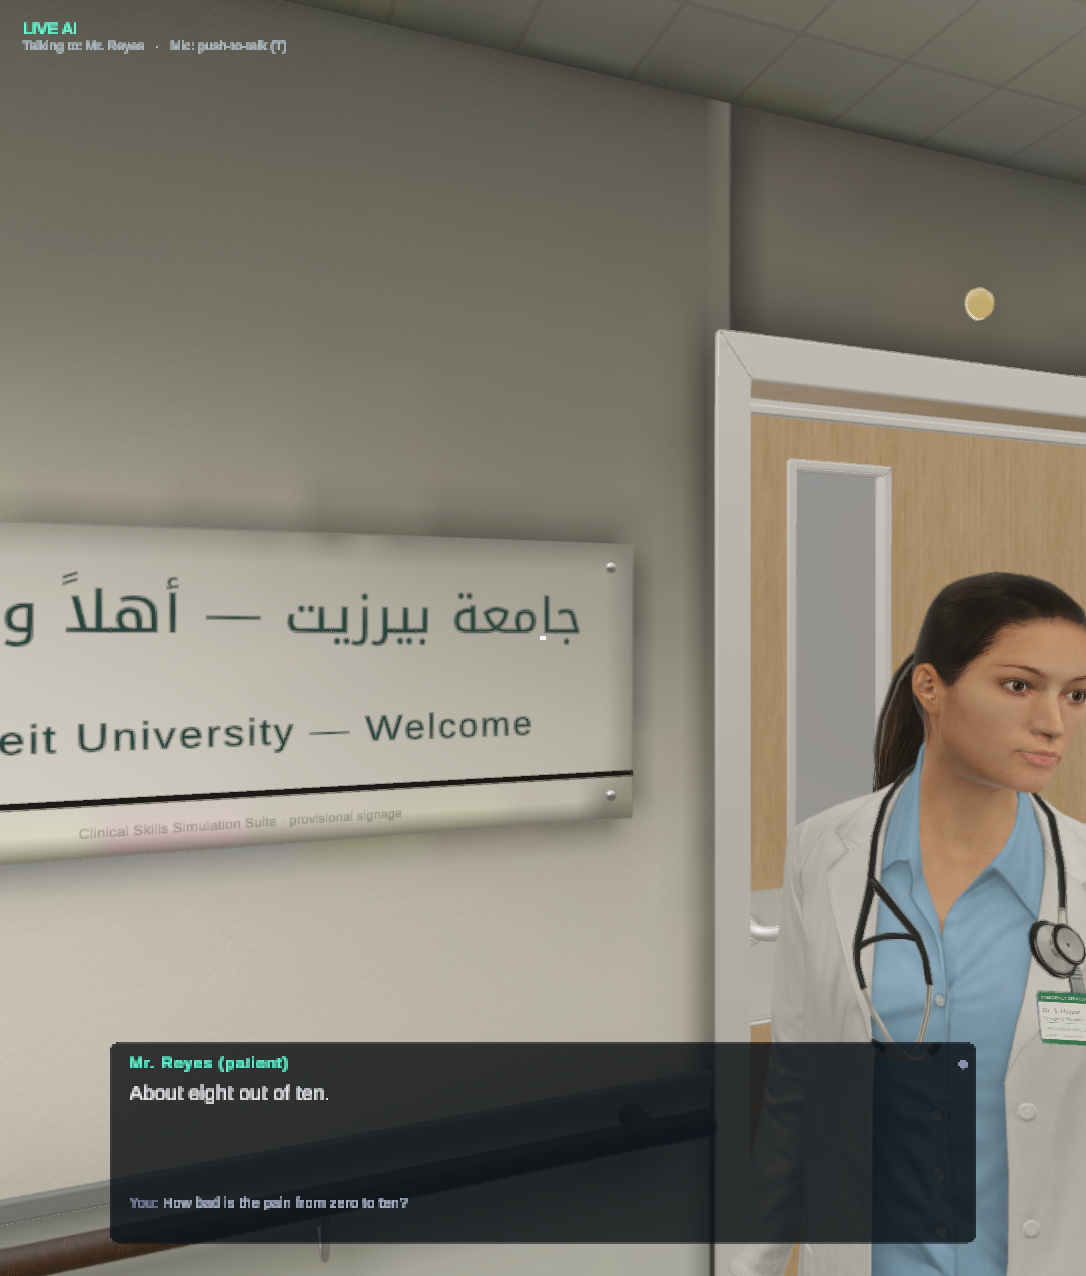 LIVE AI
Talking to: Mr. Reyes · Mic: push-to-talk (T)
جامعة بيرزيت — أهلاً و
eit University — Welcome
Clinical Skills Simulation Suite · provisional signage
Dr. S.
Mr. Reyes (patient)
About eight out of ten.
You: How bad is the pain from zero to ten?